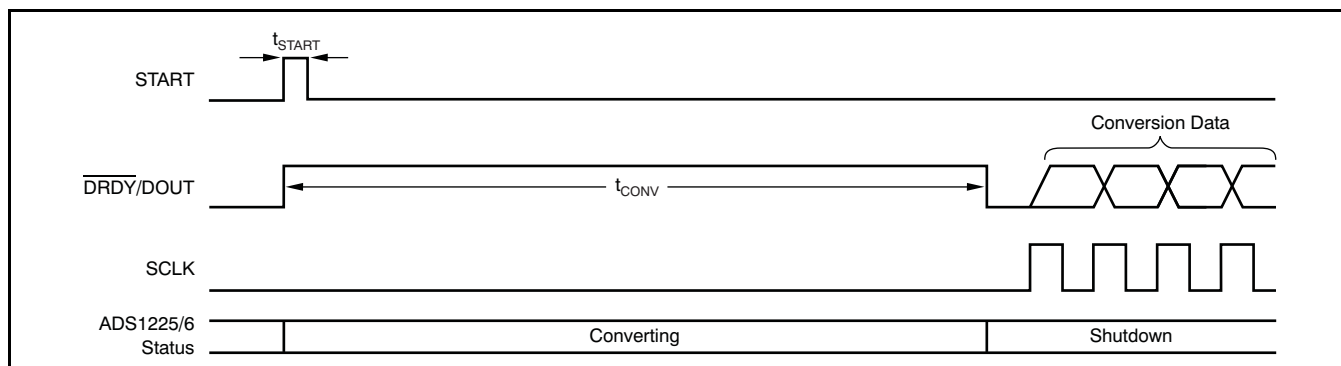 tSTART
START
Conversion Data
DRDY/DOUT
tCONV
SCLK
ADS1225/6
Status
Converting
Shutdown